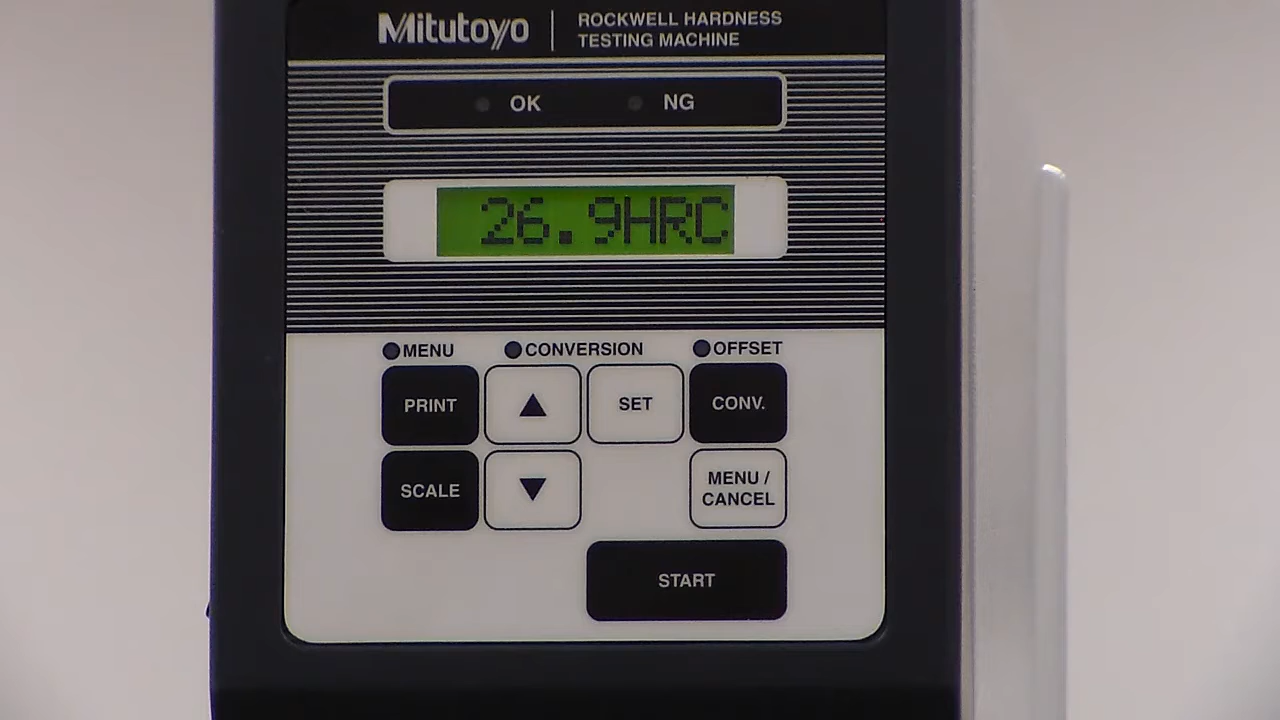 Mitutoyo
ROCKWELL HARDNESS
TESTING MACHINE
OK NG
26.9HRC
MENU CONVERSION OFFSET
PRINT ▲ SET CONV.
SCALE ▼ MENU /
CANCEL
START